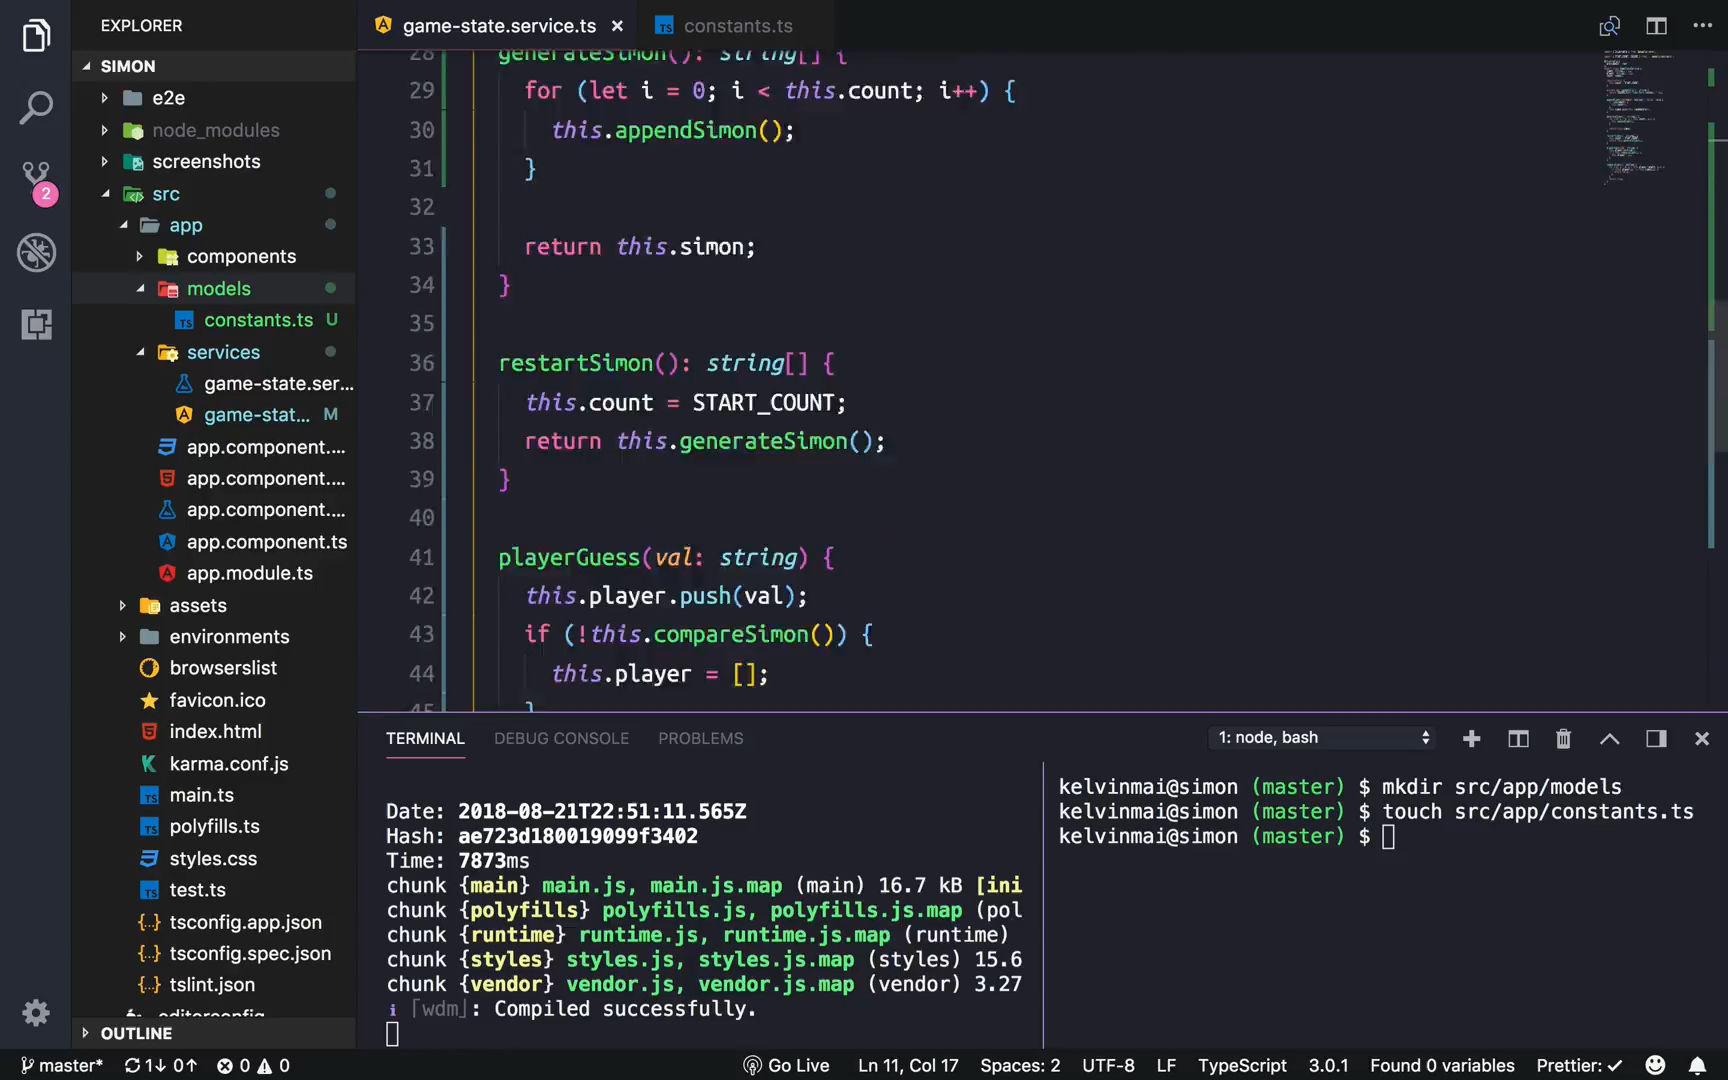 EXPLORER
SIMON
e2e
node_modules
screenshots
src
app
components
models
constants.ts U
services
game-state.ser...
game-stat... M
app.component....
app.component....
app.component....
app.component.ts
app.module.ts
assets
environments
browserslist
favicon.ico
index.html
karma.conf.js
main.ts
polyfills.ts
styles.css
test.ts
tsconfig.app.json
tsconfig.spec.json
tslint.json
.editorconfig
OUTLINE
2
game-state.service.ts × constants.ts
28 generateSimon(): string[] {
29 for (let i = 0; i < this.count; i++) {
30 this.appendSimon();
31 }
32
33 return this.simon;
34 }
35
36 restartSimon(): string[] {
37 this.count = START_COUNT;
38 return this.generateSimon();
39 }
40
41 playerGuess(val: string) {
42 this.player.push(val);
43 if (!this.compareSimon()) {
44 this.player = [];
45 }
TERMINAL DEBUG CONSOLE PROBLEMS 1: node, bash
Date: 2018-08-21T22:51:11.565Z
Hash: ae723d180019099f3402
Time: 7873ms
chunk {main} main.js, main.js.map (main) 16.7 kB [ini
chunk {polyfills} polyfills.js, polyfills.js.map (pol
chunk {runtime} runtime.js, runtime.js.map (runtime)
chunk {styles} styles.js, styles.js.map (styles) 15.6
chunk {vendor} vendor.js, vendor.js.map (vendor) 3.27
i ｢wdm｣: Compiled successfully.
kelvinmai@simon (master) $ mkdir src/app/models
kelvinmai@simon (master) $ touch src/app/constants.ts
kelvinmai@simon (master) $
master* 1↓ 0↑ 0 0 Go Live Ln 11, Col 17 Spaces: 2 UTF-8 LF TypeScript 3.0.1 Found 0 variables Prettier: ✓